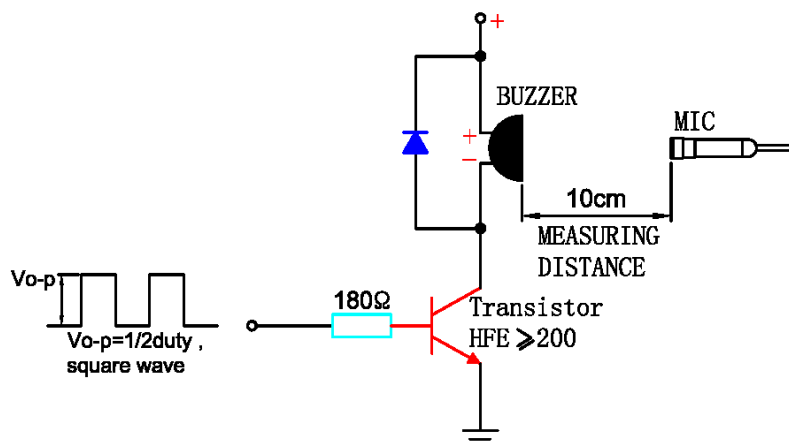 +
BUZZER
+
−
MIC
10cm
MEASURING
DISTANCE
Vo-p
180Ω
Transistor
HFE ⩾200
Vo-p=1/2duty ,
square wave